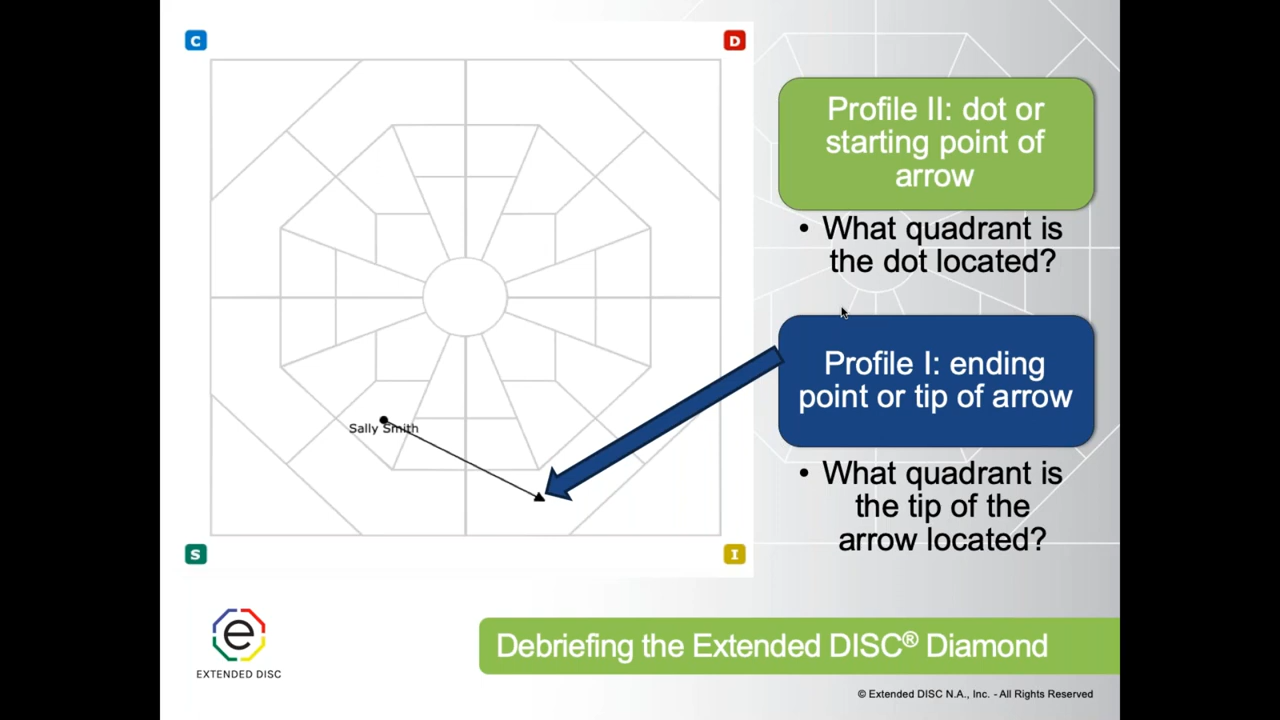 C
D
Profile II: dot or
starting point of
arrow
• What quadrant is
the dot located?
Profile I: ending
point or tip of arrow
• What quadrant is
the tip of the
arrow located?
Sally Smith
S
I
e
EXTENDED DISC
Debriefing the Extended DISC® Diamond
© Extended DISC N.A., Inc. - All Rights Reserved